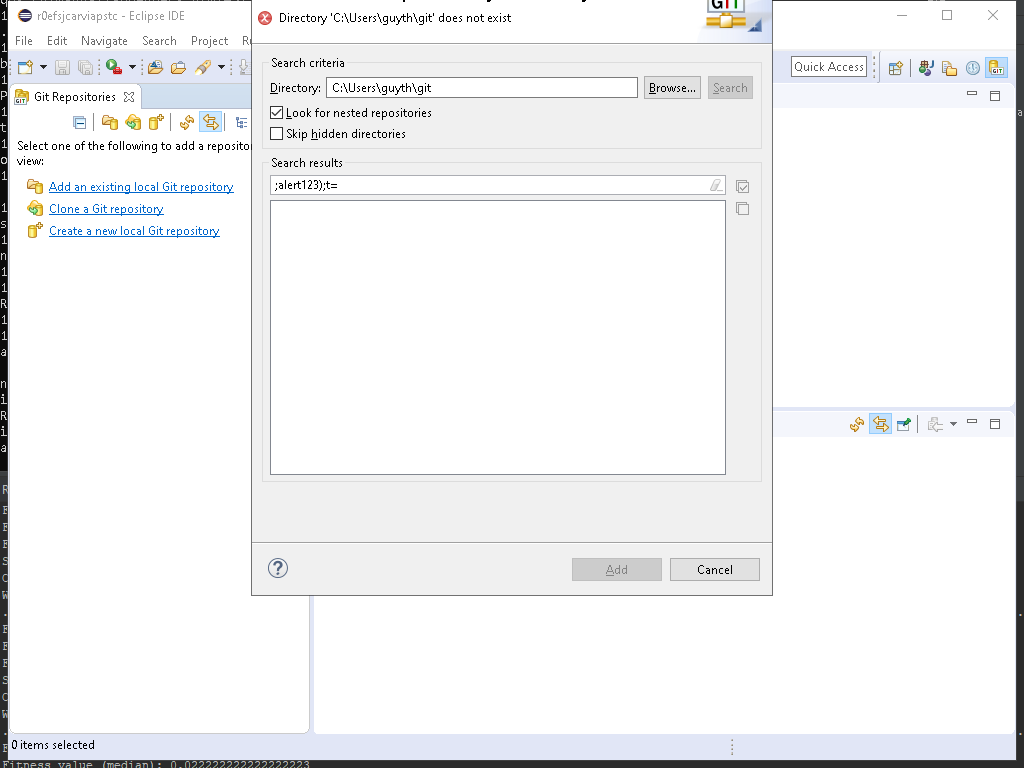 r0efsjcarviapstc - Eclipse IDE
File Edit Navigate Search Project
Git Repositories
Select one of the following to add a repositor
view:
Add an existing local Git repository
Clone a Git repository
Create a new local Git repository
0 items selected
GIT
Directory 'C:\Users\guyth\git' does not exist
Search criteria
Directory: C:\Users\guyth\git Browse... Search
Look for nested repositories
Skip hidden directories
Search results
;alert123);t=
Add Cancel
Quick Access
Fitness value (median): 0.022222222222222223